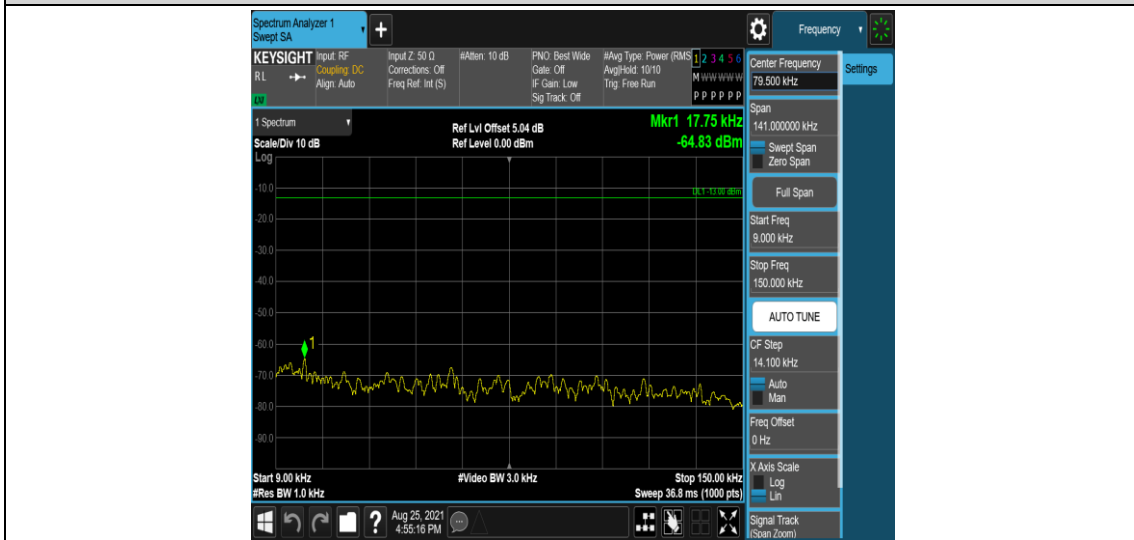 Spectrum Analyzer 1
Swept SA
+
Frequency
KEYSIGHT
RL
Input: RF
Coupling: DC
Align: Auto
Input Z: 50 Ω
Corrections: Off
Freq Ref: Int (S)
#Atten: 10 dB
PNO: Best Wide
Gate: Off
IF Gain: Low
Sig Track: Off
#Avg Type: Power (RMS
Avg|Hold: 10/10
Trig: Free Run
1 2 3 4 5 6
M W W W W W
P P P P P P
1 Spectrum
Scale/Div 10 dB
Log
Ref Lvl Offset 5.04 dB
Ref Level 0.00 dBm
Mkr1 17.75 kHz
-64.83 dBm
DL1 -13.00 dBm
-10.0
-20.0
-30.0
-40.0
-50.0
-60.0
1
-70.0
-80.0
-90.0
Start 9.00 kHz
#Res BW 1.0 kHz
#Video BW 3.0 kHz
Stop 150.00 kHz
Sweep 36.8 ms (1000 pts)
?
Aug 25, 2021
4:55:16 PM
Center Frequency
79.500 kHz
Settings
Span
141.000000 kHz
Swept Span
Zero Span
Full Span
Start Freq
9.000 kHz
Stop Freq
150.000 kHz
AUTO TUNE
CF Step
14.100 kHz
Auto
Man
Freq Offset
0 Hz
X Axis Scale
Log
Lin
Signal Track
(Span Zoom)